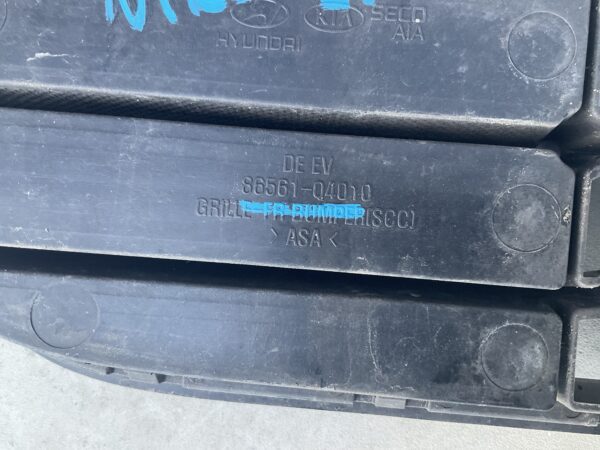 KIA SECO
HYUNDAI AIA
DE EV
86561-Q4010
GRILLE-FR BUMPER(SCC)
> ASA <